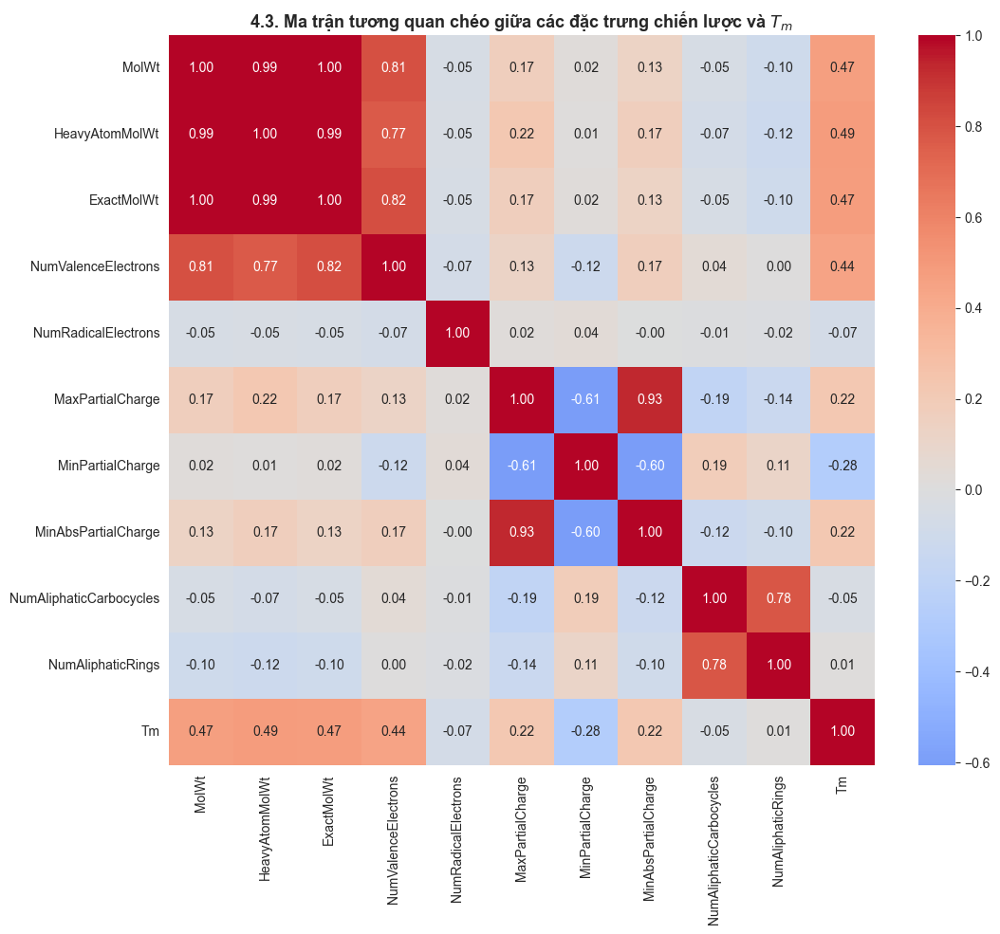 4.3. Ma trận tương quan chéo giữa các đặc trưng chiến lược và T_m
MolWt 1.00 0.99 1.00 0.81 -0.05 0.17 0.02 0.13 -0.05 -0.10 0.47
HeavyAtomMolWt 0.99 1.00 0.99 0.77 -0.05 0.22 0.01 0.17 -0.07 -0.12 0.49
ExactMolWt 1.00 0.99 1.00 0.82 -0.05 0.17 0.02 0.13 -0.05 -0.10 0.47
NumValenceElectrons 0.81 0.77 0.82 1.00 -0.07 0.13 -0.12 0.17 0.04 0.00 0.44
NumRadicalElectrons -0.05 -0.05 -0.05 -0.07 1.00 0.02 0.04 -0.00 -0.01 -0.02 -0.07
MaxPartialCharge 0.17 0.22 0.17 0.13 0.02 1.00 -0.61 0.93 -0.19 -0.14 0.22
MinPartialCharge 0.02 0.01 0.02 -0.12 0.04 -0.61 1.00 -0.60 0.19 0.11 -0.28
MinAbsPartialCharge 0.13 0.17 0.13 0.17 -0.00 0.93 -0.60 1.00 -0.12 -0.10 0.22
NumAliphaticCarbocycles -0.05 -0.07 -0.05 0.04 -0.01 -0.19 0.19 -0.12 1.00 0.78 -0.05
NumAliphaticRings -0.10 -0.12 -0.10 0.00 -0.02 -0.14 0.11 -0.10 0.78 1.00 0.01
Tm 0.47 0.49 0.47 0.44 -0.07 0.22 -0.28 0.22 -0.05 0.01 1.00
MolWt
HeavyAtomMolWt
ExactMolWt
NumValenceElectrons
NumRadicalElectrons
MaxPartialCharge
MinPartialCharge
MinAbsPartialCharge
NumAliphaticCarbocycles
NumAliphaticRings
Tm
1.0
0.8
0.6
0.4
0.2
0.0
−0.2
−0.4
−0.6